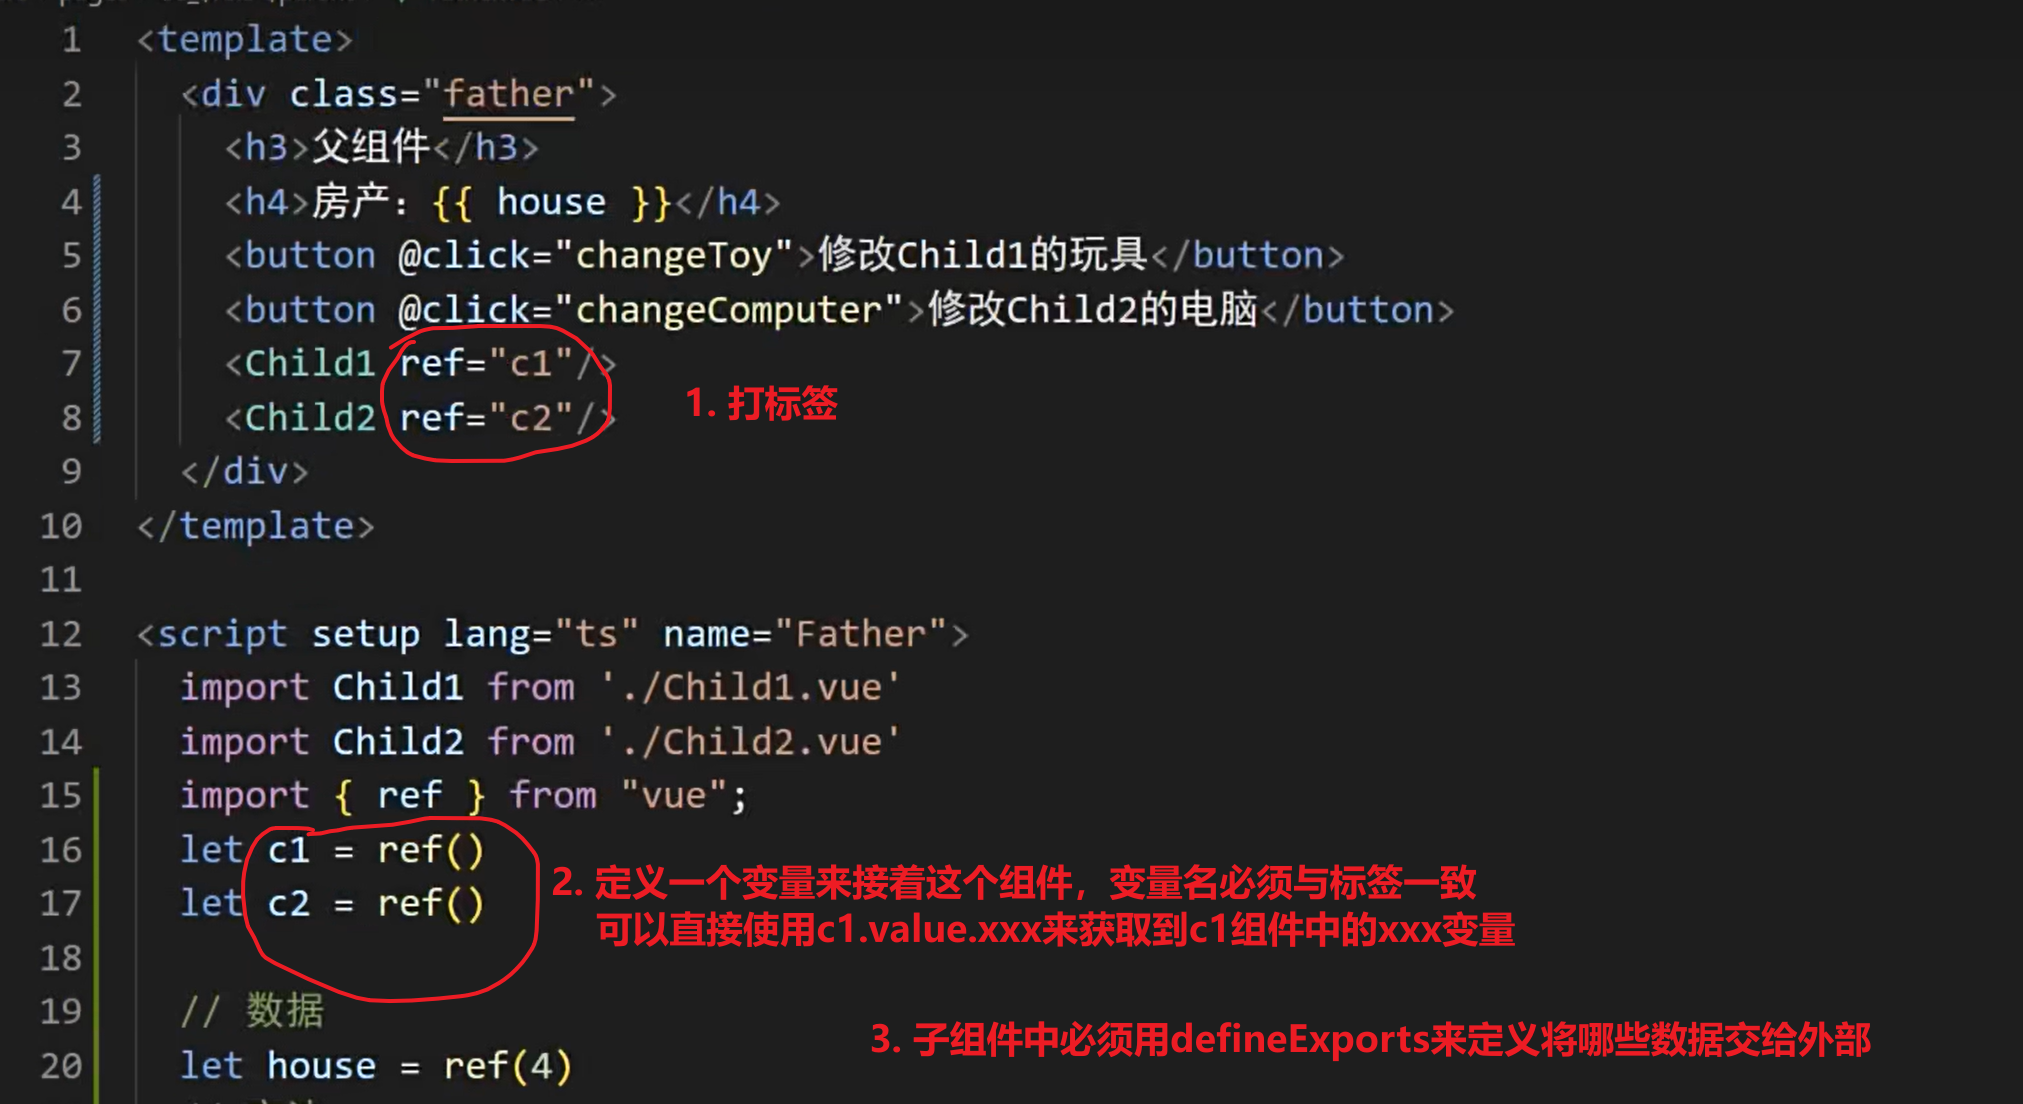 1 <template>
2 <div class="father">
3 <h3>父组件</h3>
4 <h4>房产：{{ house }}</h4>
5 <button @click="changeToy">修改Child1的玩具</button>
6 <button @click="changeComputer">修改Child2的电脑</button>
7 <Child1 ref="c1"/>
8 <Child2 ref="c2"/>
1. 打标签
9 </div>
10 </template>
11
12 <script setup lang="ts" name="Father">
13 import Child1 from './Child1.vue'
14 import Child2 from './Child2.vue'
15 import { ref } from "vue";
16 let c1 = ref()
17 let c2 = ref()
2. 定义一个变量来接着这个组件，变量名必须与标签一致
可以直接使用c1.value.xxx来获取到c1组件中的xxx变量
18
19 // 数据
20 let house = ref(4)
3. 子组件中必须用defineExports来定义将哪些数据交给外部